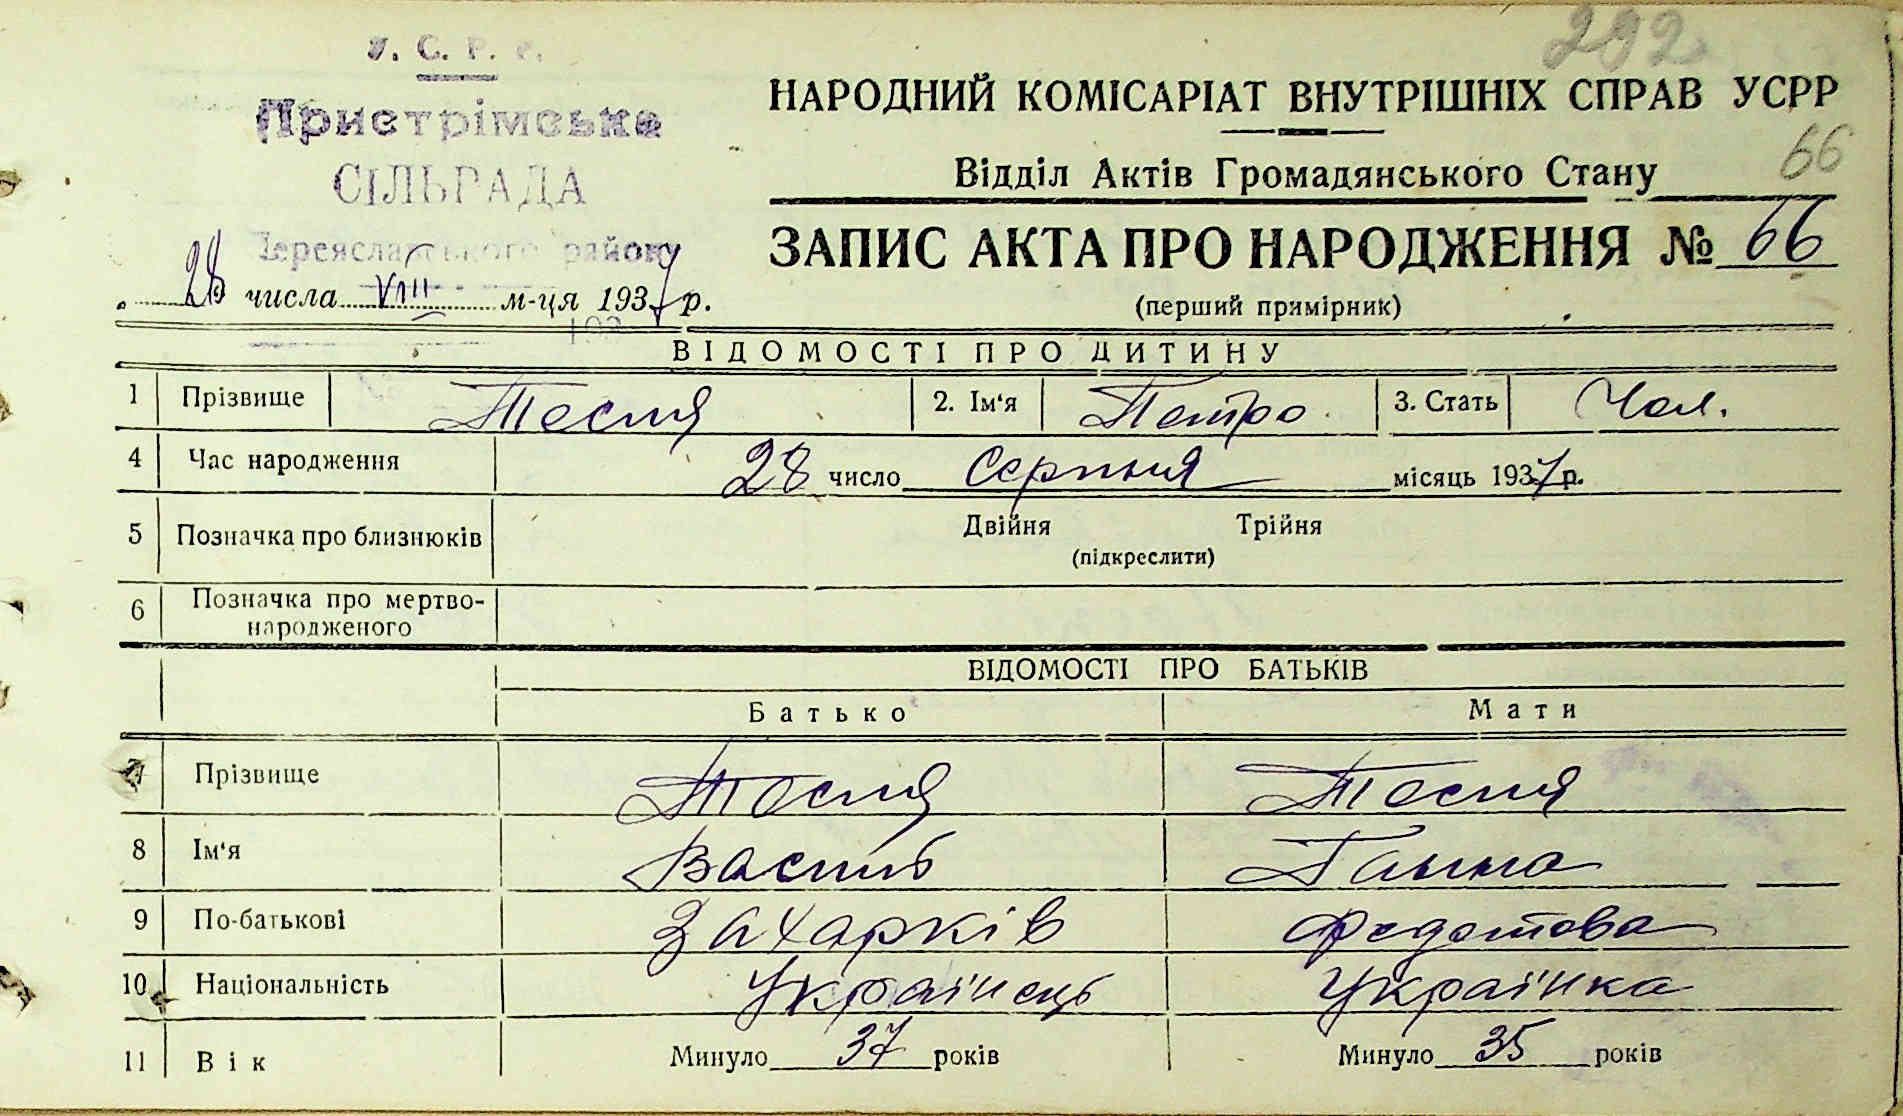 292
У. С. Р. Р.
Пристрімська
СІЛЬРАДА
Переяславського району
НАРОДНИЙ КОМІСАРІАТ ВНУТРІШНІХ СПРАВ УСРР
66
Відділ Актів Громадянського Стану
ЗАПИС АКТА ПРО НАРОДЖЕННЯ № 66
28 числа VIII м-ця 1937 р.
(перший примірник)
193
ВІДОМОСТІ ПРО ДИТИНУ
1 Прізвище Тесля 2. Ім‘я Петро 3. Стать Чол.
4 Час народження 28 число Серпня місяць 1937 р.
5 Позначка про близнюків Двійня Трійня
(підкреслити)
6 Позначка про мертво-
народженого
ВІДОМОСТІ ПРО БАТЬКІВ
Батько Мати
7 Прізвище Тесля Тесля
8 Ім‘я Василь Ганна
9 По-батькові Захарків Федотова
10 Національність Українець Українка
11 Вік Минуло 37 років Минуло 35 років